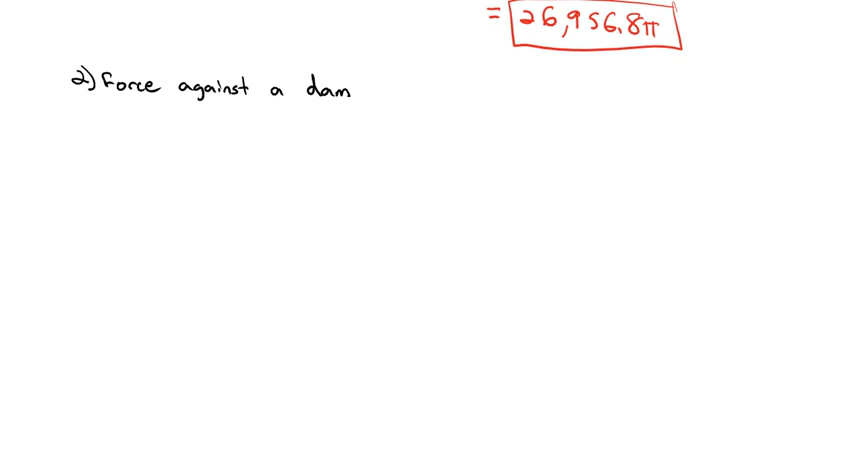 = 26,956.8π
2) Force against a dam